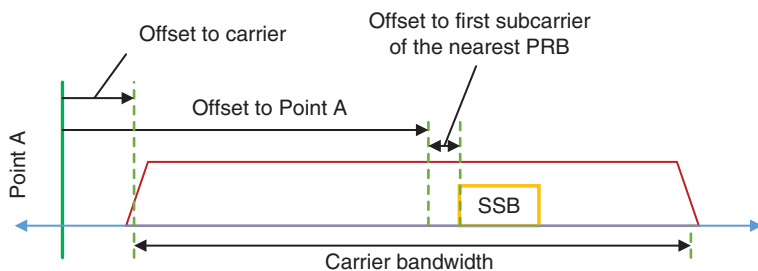 Offset to carrier
Offset to first subcarrier
of the nearest PRB
Offset to Point A
Point A
SSB
Carrier bandwidth